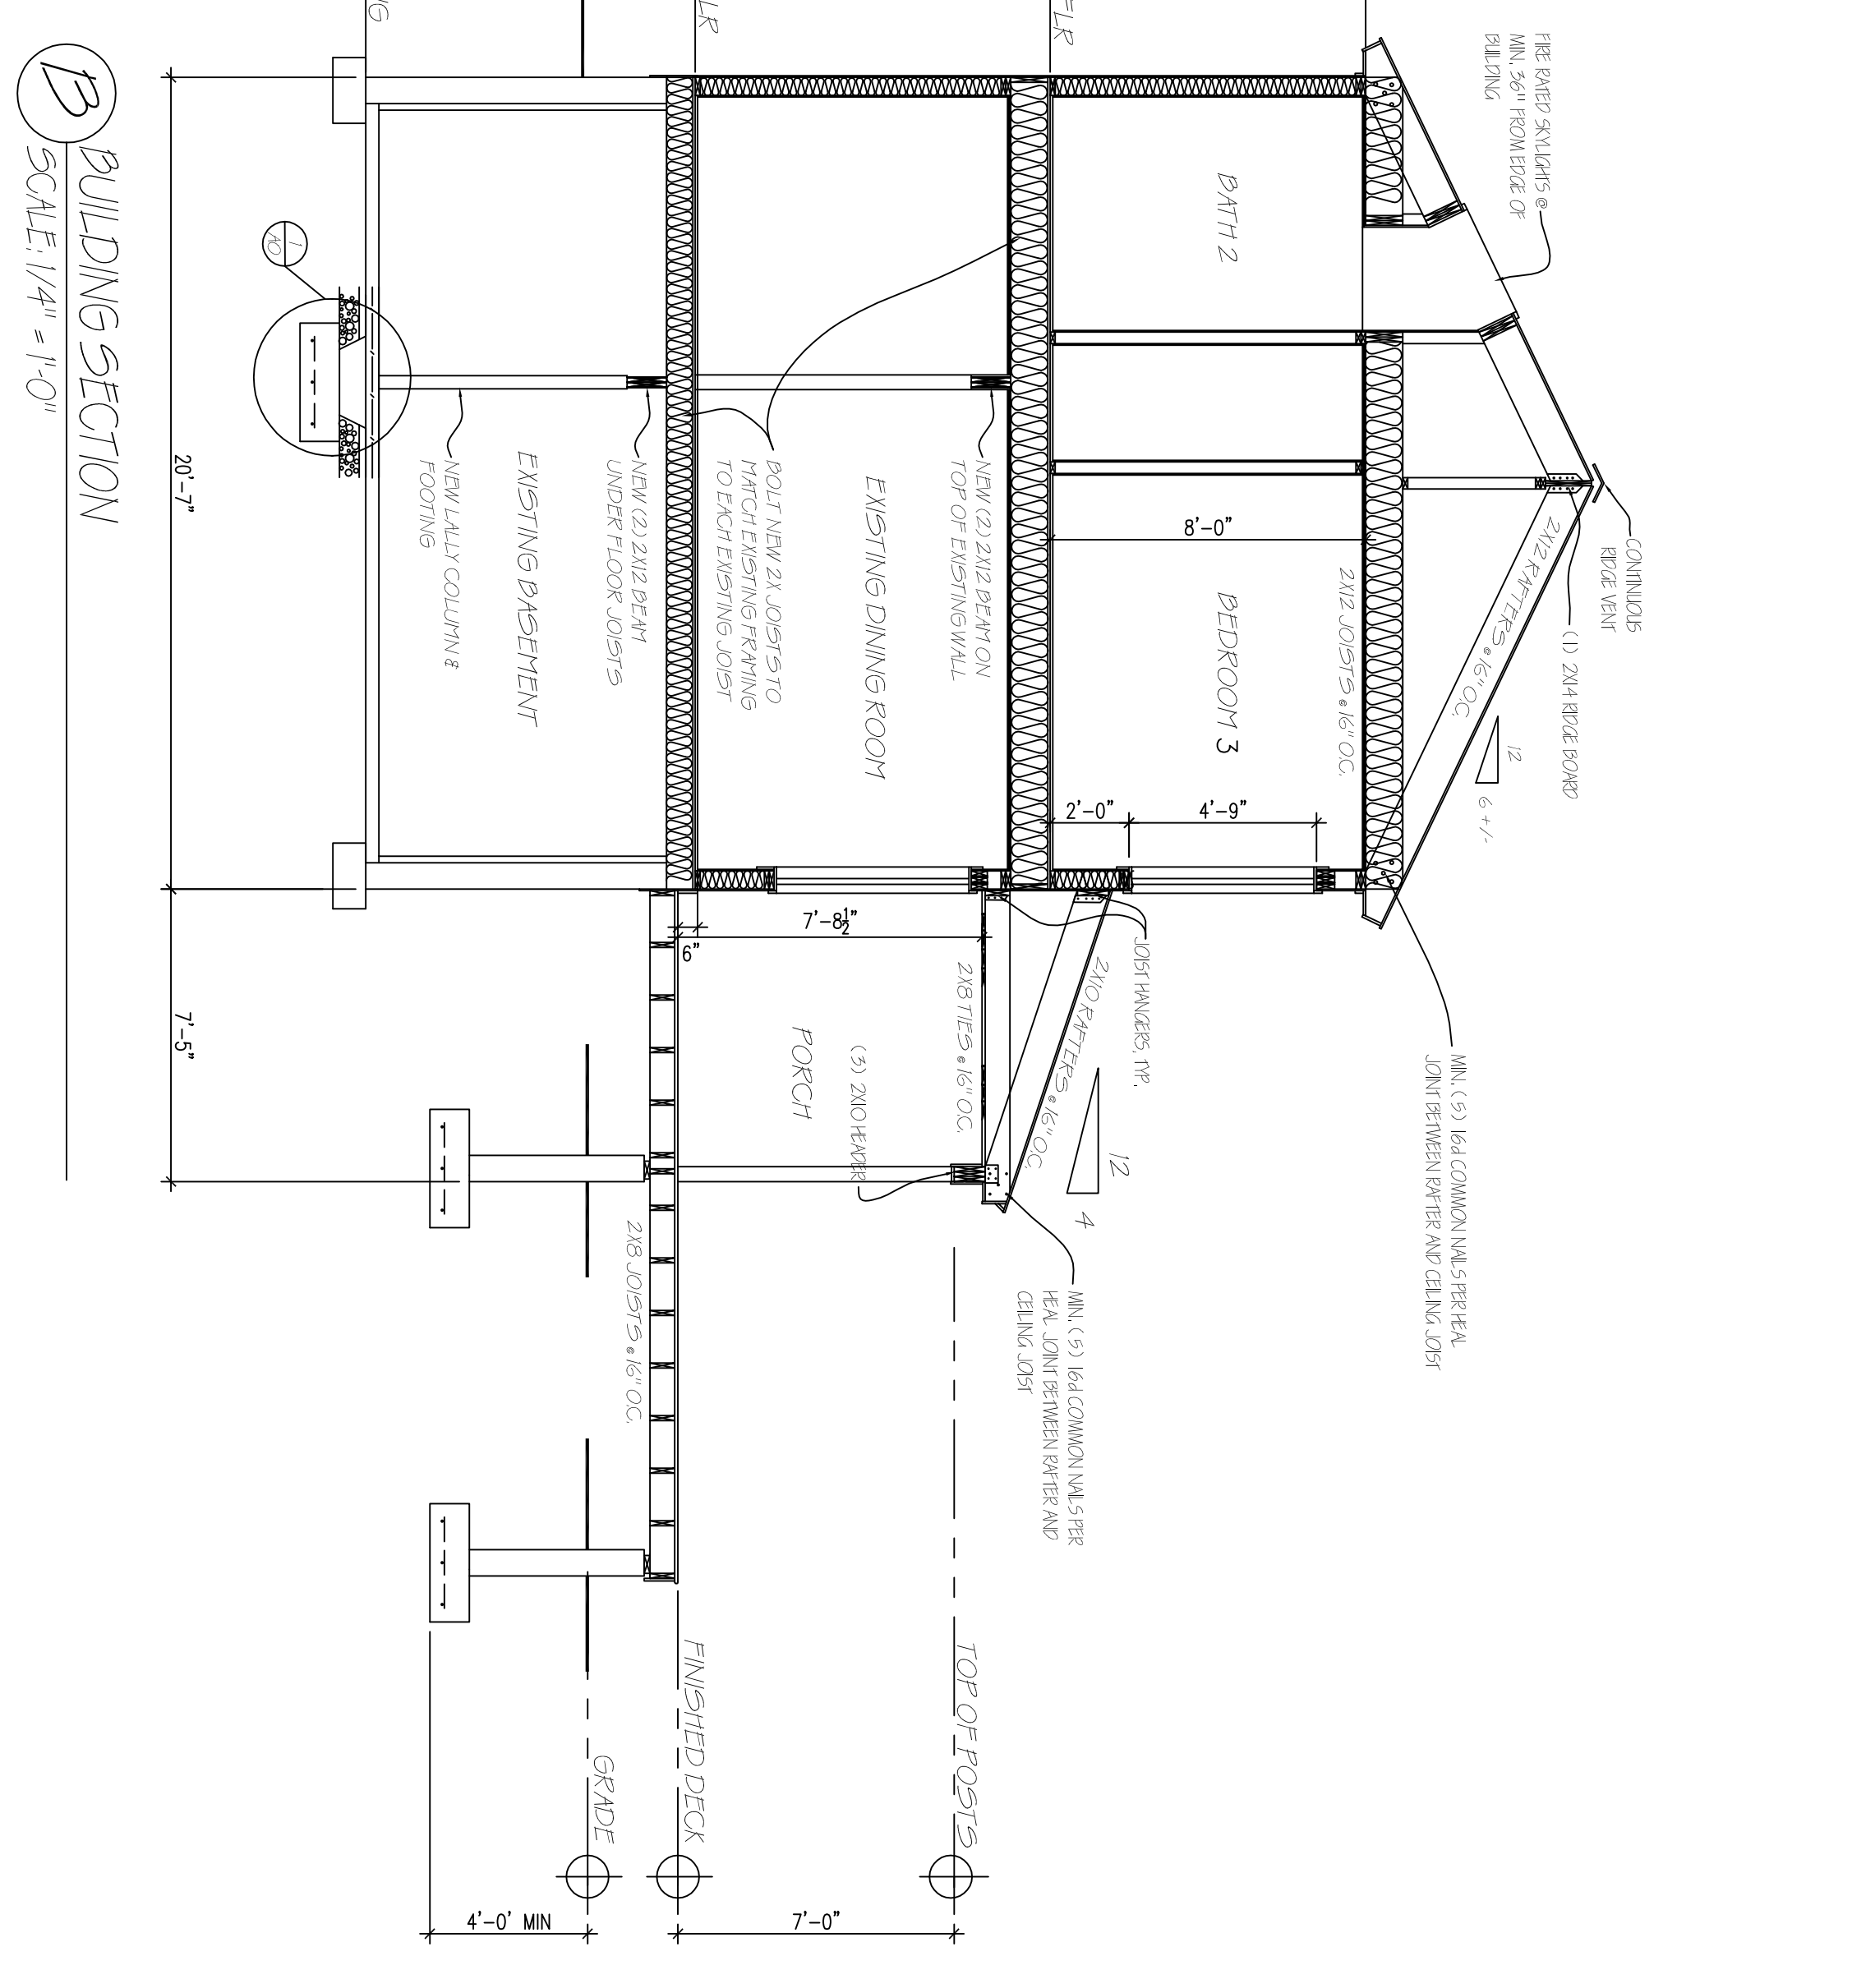 FIRE RATED SKYLIGHTS @
MIN. 36" FROM EDGE OF
BUILDING
CONTINUOUS
RIDGE VENT
(1) 2X14 RIDGE BOARD
2X12 RAFTERS @ 16" O.C.
12
6 +/-
MIN. (5) 16d COMMON NAILS PER HEAL
JOINT BETWEEN RAFTER AND CEILING JOIST
2X12 JOISTS @ 16" O.C.
BATH 2
8'-0"
BEDROOM 3
4'-9"
2'-0"
FLR
JOIST HANGERS, TYP.
2X10 RAFTERS @ 16" O.C.
12
4
MIN. (5) 16d COMMON NAILS PER
HEAL JOINT BETWEEN RAFTER AND
CEILING JOIST
NEW (2) 2X12 BEAM ON
TOP OF EXISTING WALL
2X8 TIES @ 16" O.C.
TOP OF POSTS
EXISTING DINING ROOM
7'-8½"
(3) 2X10 HEADER
PORCH
7'-0"
BOLT NEW 2X JOISTS TO
MATCH EXISTING FRAMING
TO EACH EXISTING JOIST
FLR
6"
FINISHED DECK
NEW (2) 2X12 BEAM
UNDER FLOOR JOISTS
2X8 JOISTS @ 16" O.C.
GRADE
EXISTING BASEMENT
4'-0' MIN
NEW LALLY COLUMN &
FOOTING
G
1
A10
20'-7"
7'-5"
B
BUILDING SECTION
SCALE: 1/4" = 1'-0"